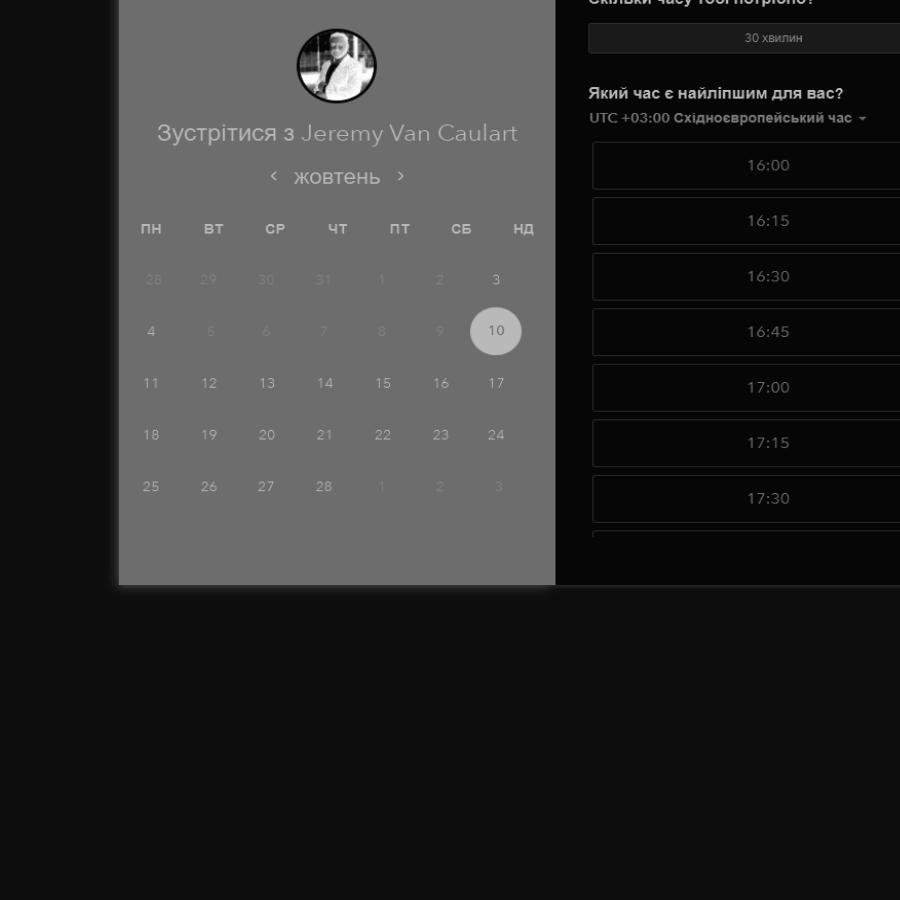 Зустрітися з Jeremy Van Caulart
‹ жовтень ›
ПН ВТ СР ЧТ ПТ СБ НД
28 29 30 31 1 2 3
4 5 6 7 8 9 10
11 12 13 14 15 16 17
18 19 20 21 22 23 24
25 26 27 28 1 2 3
Скільки часу тобі потрібно?
30 хвилин
Який час є найліпшим для вас?
UTC +03:00 Східноєвропейський час
16:00
16:15
16:30
16:45
17:00
17:15
17:30